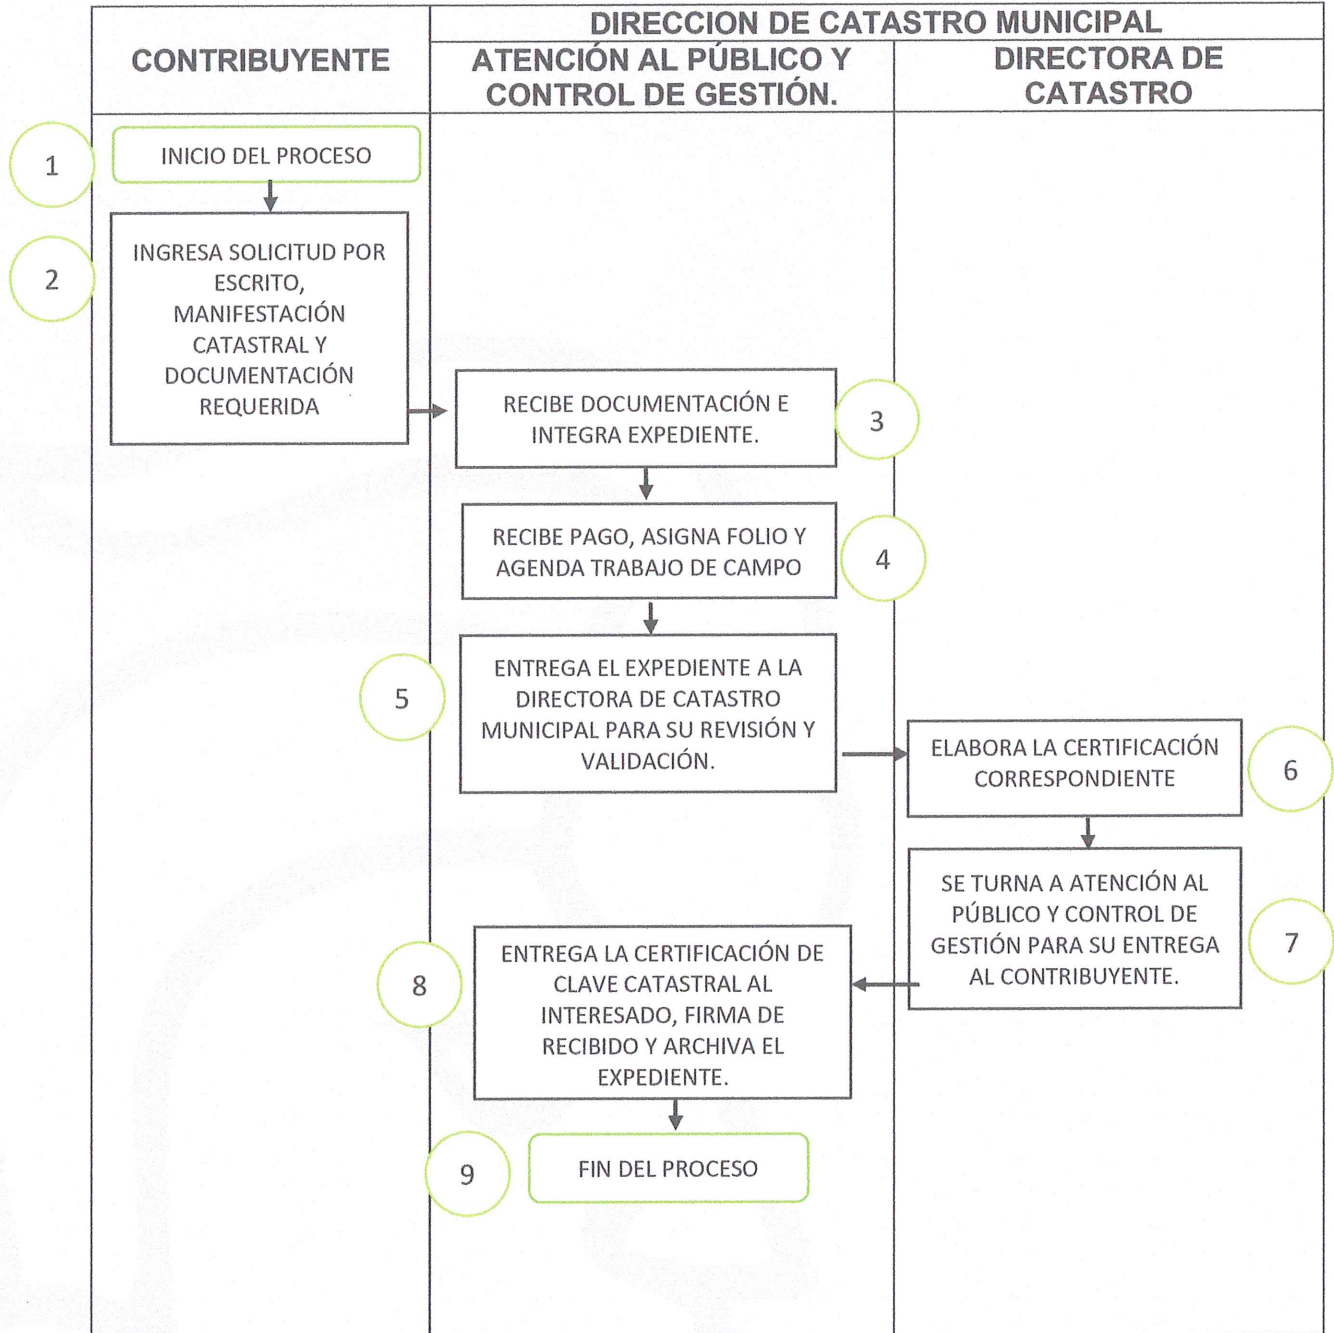 DIRECCION DE CATASTRO MUNICIPAL
CONTRIBUYENTE
ATENCIÓN AL PÚBLICO Y
CONTROL DE GESTIÓN.
DIRECTORA DE
CATASTRO
1
INICIO DEL PROCESO
2
INGRESA SOLICITUD POR
ESCRITO,
MANIFESTACIÓN
CATASTRAL Y
DOCUMENTACIÓN
REQUERIDA
RECIBE DOCUMENTACIÓN E
INTEGRA EXPEDIENTE.
3
RECIBE PAGO, ASIGNA FOLIO Y
AGENDA TRABAJO DE CAMPO
4
5
ENTREGA EL EXPEDIENTE A LA
DIRECTORA DE CATASTRO
MUNICIPAL PARA SU REVISIÓN Y
VALIDACIÓN.
ELABORA LA CERTIFICACIÓN
CORRESPONDIENTE
6
SE TURNA A ATENCIÓN AL
PÚBLICO Y CONTROL DE
GESTIÓN PARA SU ENTREGA
AL CONTRIBUYENTE.
7
8
ENTREGA LA CERTIFICACIÓN DE
CLAVE CATASTRAL AL
INTERESADO, FIRMA DE
RECIBIDO Y ARCHIVA EL
EXPEDIENTE.
9
FIN DEL PROCESO